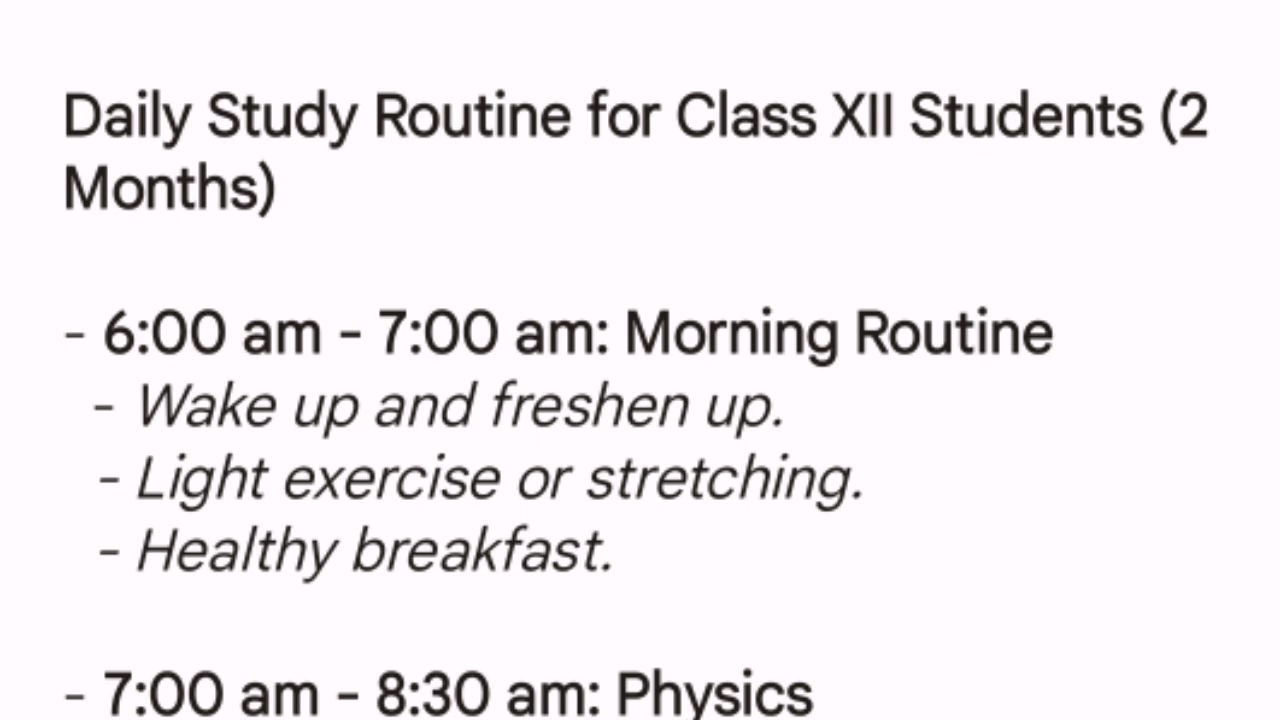 Daily Study Routine for Class XII Students (2
Months)
- 6:00 am - 7:00 am: Morning Routine
- Wake up and freshen up.
- Light exercise or stretching.
- Healthy breakfast.
- 7:00 am - 8:30 am: Physics